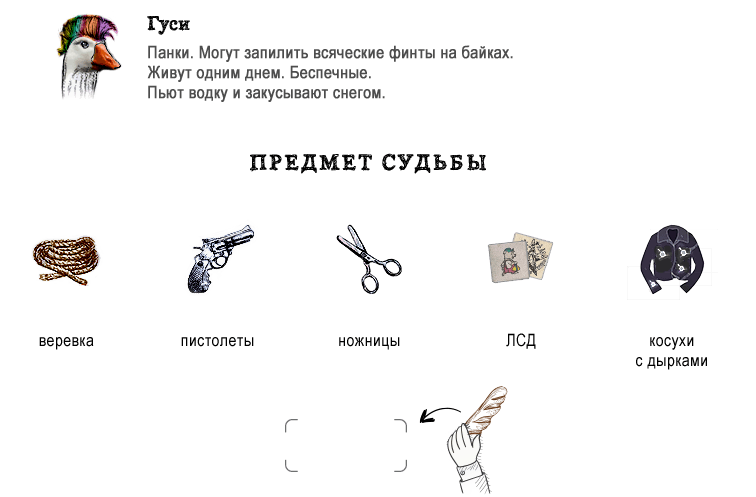 Гуси
Панки. Могут запилить всяческие финты на байках.
Живут одним днем. Беспечные.
Пьют водку и закусывают снегом.
ПРЕДМЕТ СУДЬБЫ
веревка
пистолеты
ножницы
ЛСД
косухи
с дырками